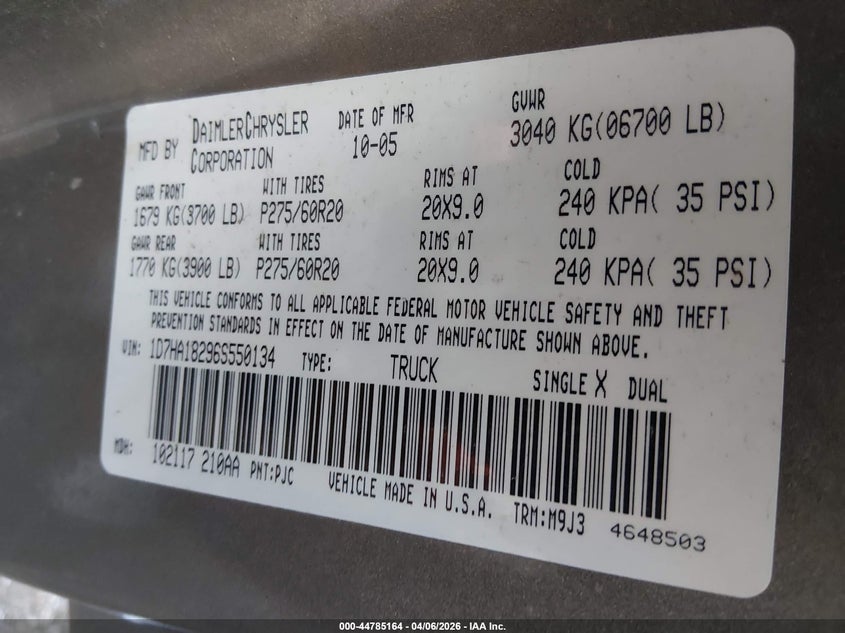 MFD BY DAIMLERCHRYSLER CORPORATION DATE OF MFR 10-05 GVWR 3040 KG(06700 LB)
GAWR FRONT WITH TIRES RIMS AT COLD
1679 KG(3700 LB) P275/60R20 20X9.0 240 KPA( 35 PSI)
GAWR REAR WITH TIRES RIMS AT COLD
1770 KG(3900 LB) P275/60R20 20X9.0 240 KPA( 35 PSI)
THIS VEHICLE CONFORMS TO ALL APPLICABLE FEDERAL MOTOR VEHICLE SAFETY AND THEFT
PREVENTION STANDARDS IN EFFECT ON THE DATE OF MANUFACTURE SHOWN ABOVE.
VIN: 1D7HA18296S550134 TYPE: TRUCK SINGLE X DUAL
MDH: 102117 210AA PNT:PJC VEHICLE MADE IN U.S.A. TRM:M9J3 4648503
000-44785164 - 04/06/2026 - IAA Inc.